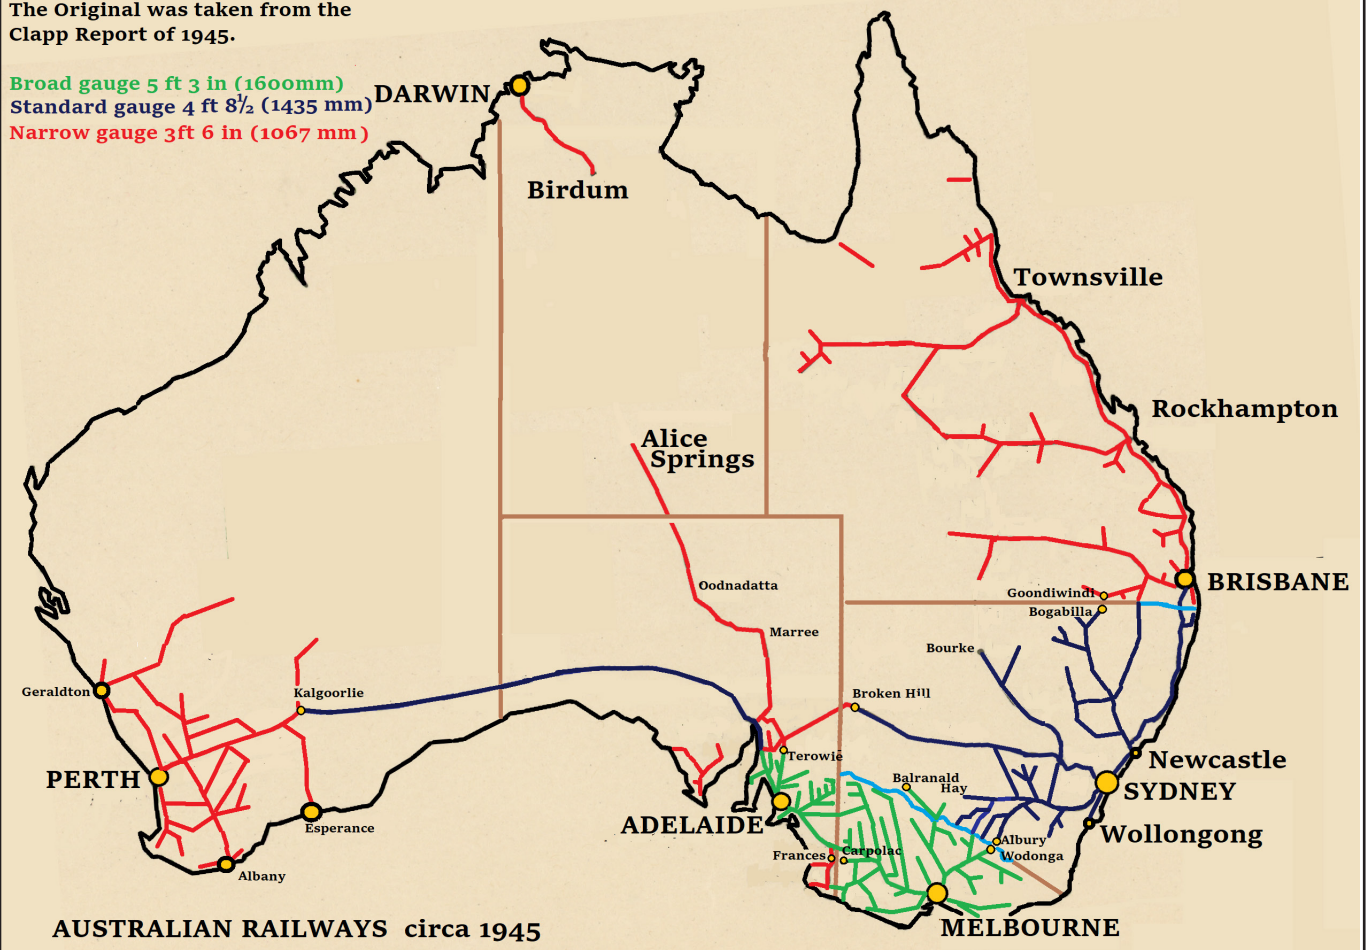 The Original was taken from the
Clapp Report of 1945.
Broad gauge 5 ft 3 in (1600mm)
Standard gauge 4 ft 8½ (1435 mm)
Narrow gauge 3ft 6 in (1067 mm)
DARWIN
Birdum
Townsville
Rockhampton
Alice
Springs
Oodnadatta
BRISBANE
Goondiwindi
Bogabilla
Marree
Bourke
Geraldton
Kalgoorlie
Broken Hill
Terowie
Newcastle
PERTH
Balranald
Hay
SYDNEY
ADELAIDE
Esperance
Wollongong
Albury
Frances
Carpolac
Wodonga
Albany
AUSTRALIAN RAILWAYS circa 1945
MELBOURNE